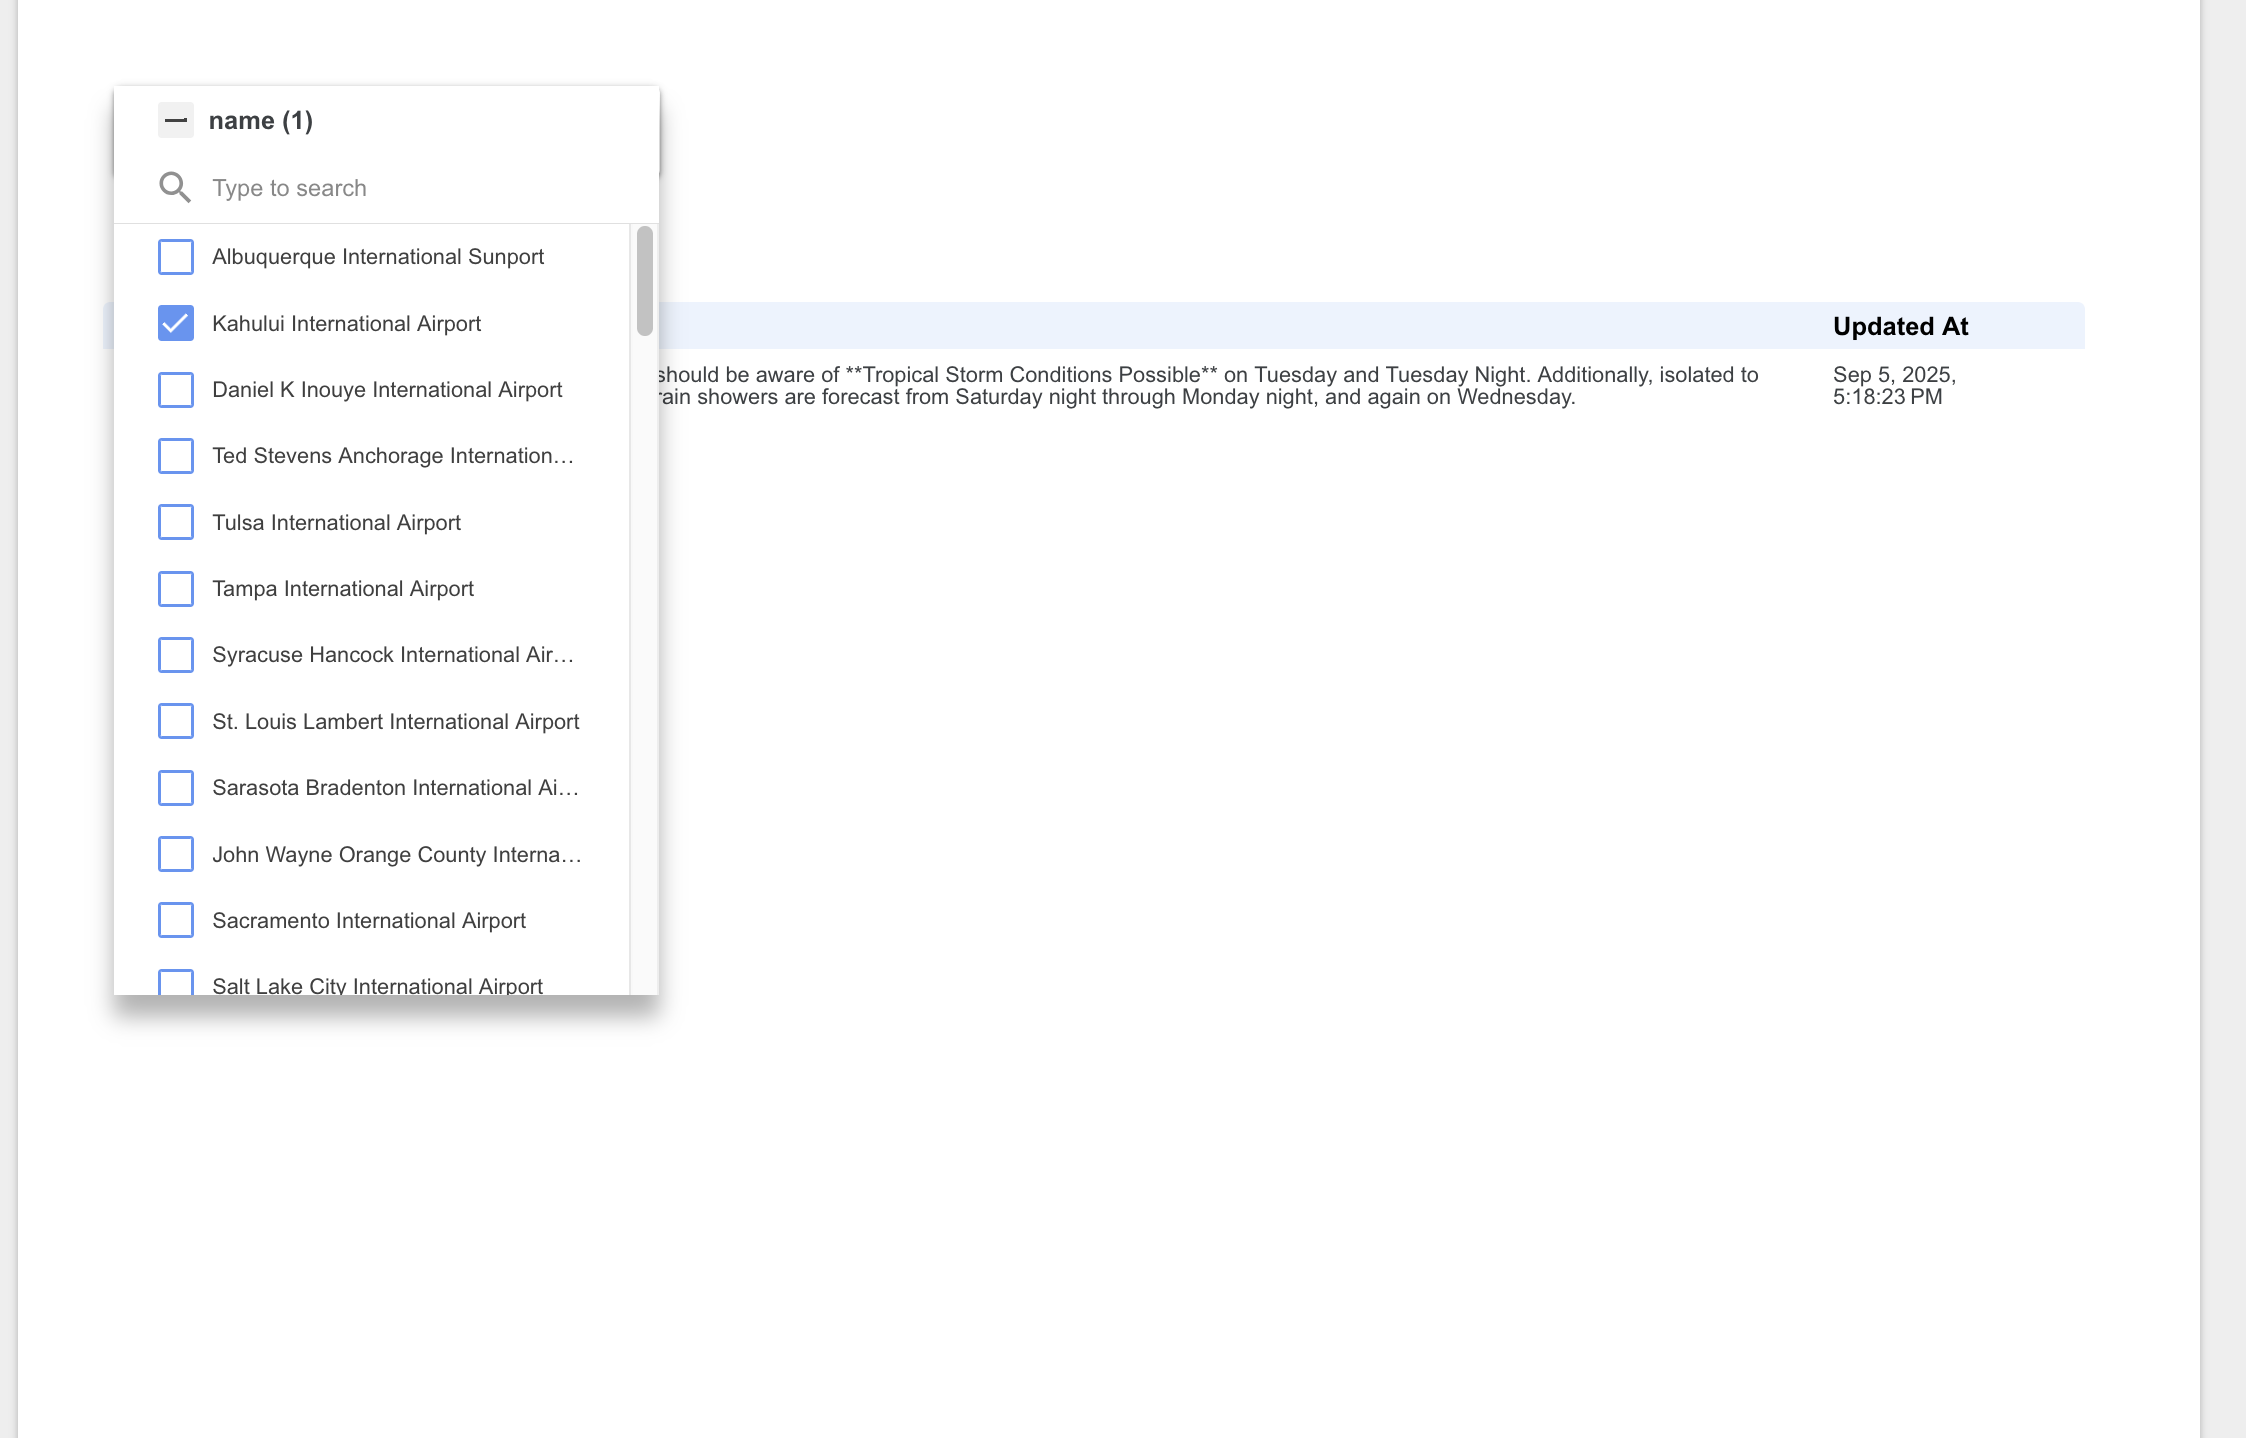 name (1)
Type to search
Albuquerque International Sunport
Kahului International Airport
Updated At
should be aware of **Tropical Storm Conditions Possible** on Tuesday and Tuesday Night. Additionally, isolated to
Sep 5, 2025,
rain showers are forecast from Saturday night through Monday night, and again on Wednesday.
5:18:23 PM
Daniel K Inouye International Airport
Ted Stevens Anchorage Internation…
Tulsa International Airport
Tampa International Airport
Syracuse Hancock International Air…
St. Louis Lambert International Airport
Sarasota Bradenton International Ai…
John Wayne Orange County Interna…
Sacramento International Airport
Salt Lake City International Airport